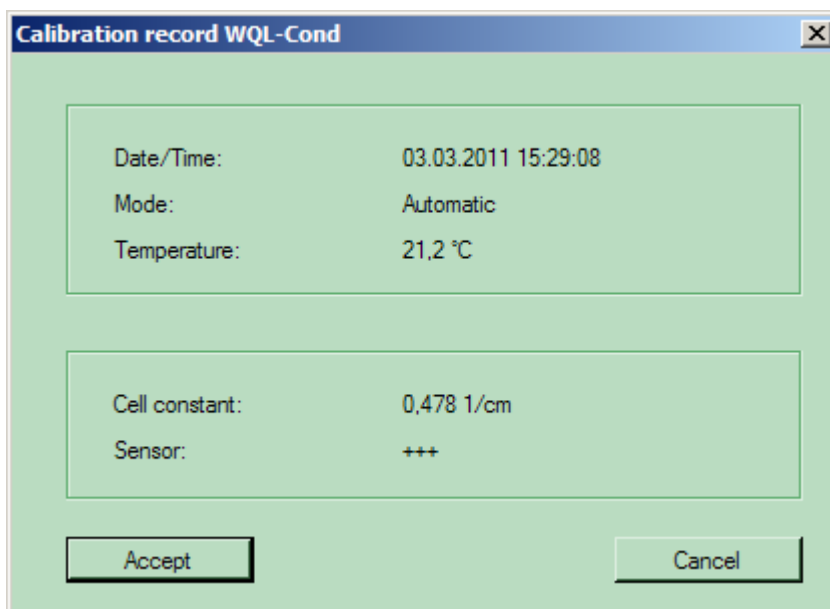 Calibration record WQL-Cond
Date/Time: 03.03.2011 15:29:08
Mode: Automatic
Temperature: 21,2 °C
Cell constant: 0,478 1/cm
Sensor: +++
Accept Cancel